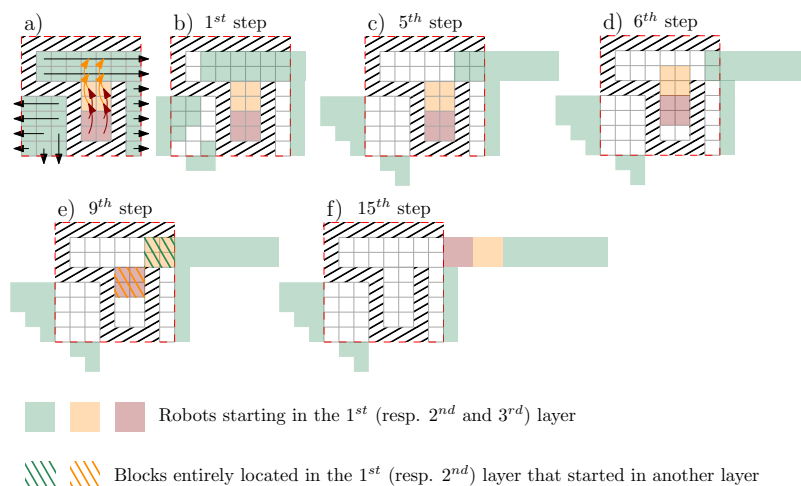 a)
b) 1st step
c) 5th step
d) 6th step
e) 9th step
f) 15th step
Robots starting in the 1st (resp. 2nd and 3rd) layer
Blocks entirely located in the 1st (resp. 2nd) layer that started in another layer